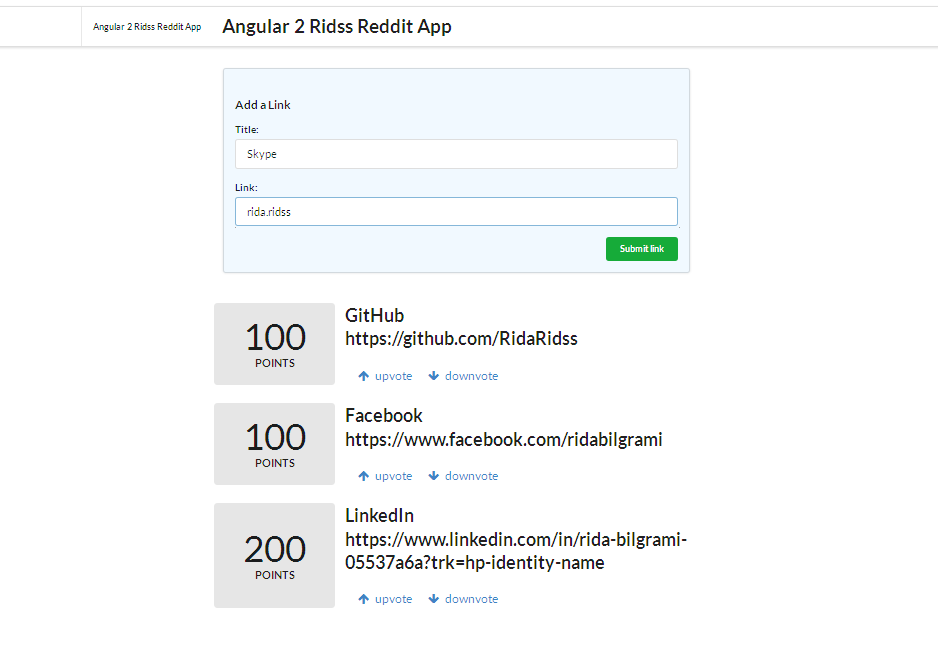 Angular 2 Ridss Reddit App
Angular 2 Ridss Reddit App
Add a Link
Title:
Skype
Link:
rida.ridss
Submit link
100
POINTS
GitHub
https://github.com/RidaRidss
upvote downvote
100
POINTS
Facebook
https://www.facebook.com/ridabilgrami
upvote downvote
200
POINTS
LinkedIn
https://www.linkedin.com/in/rida-bilgrami-
05537a6a?trk=hp-identity-name
upvote downvote